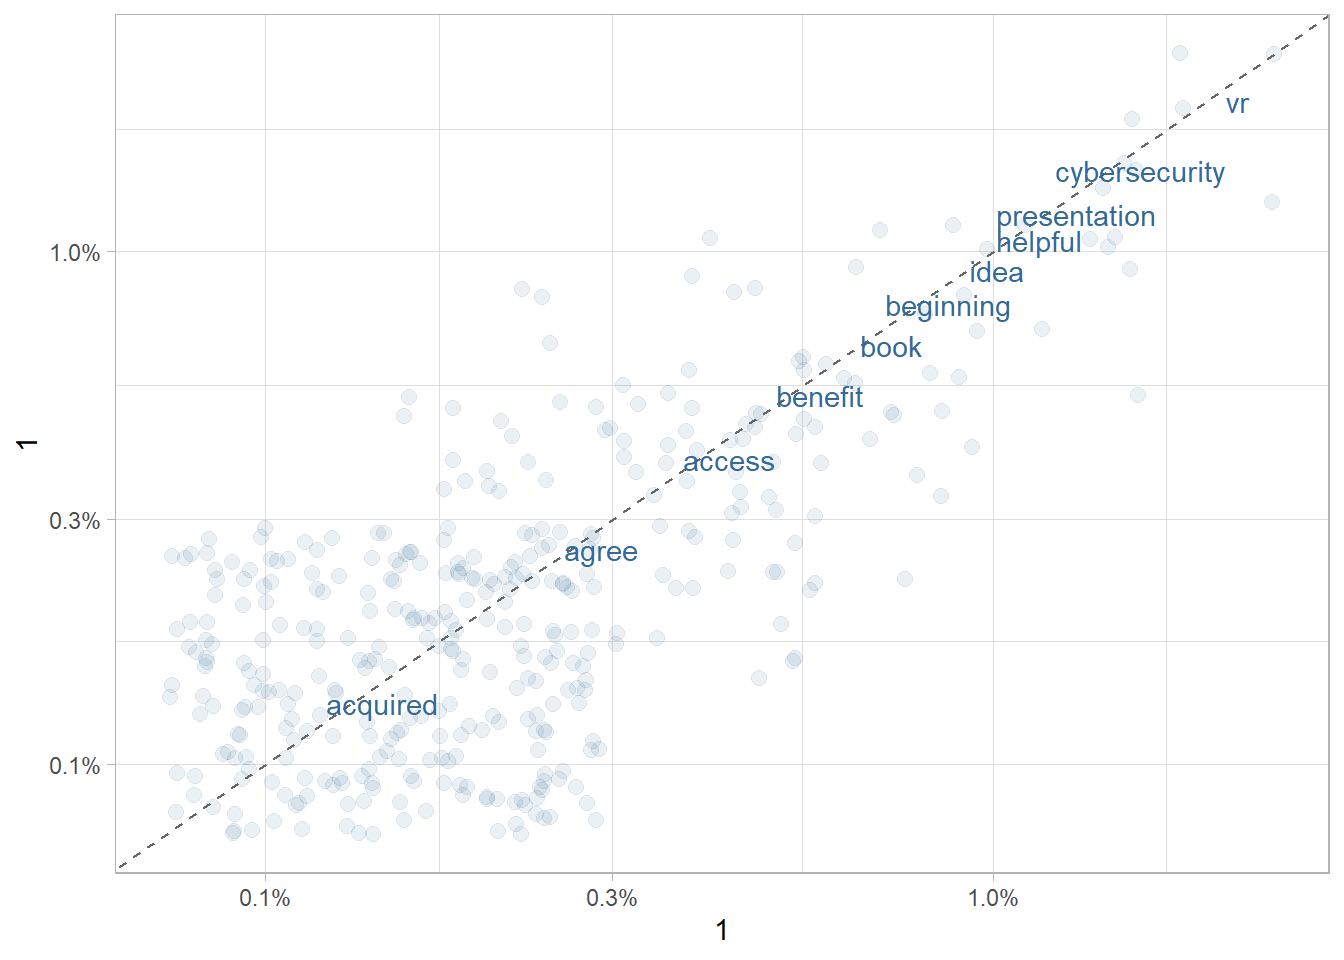 vr
cybersecurity
presentation
helpful
1.0%
idea
beginning
book
benefit
1
access
0.3%
agree
acquired
0.1%
0.1%
0.3%
1.0%
1